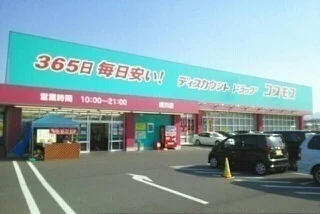 365日 毎日安い!
ディスカウント ドラッグ コスモス
営業時間 10:00～21:00